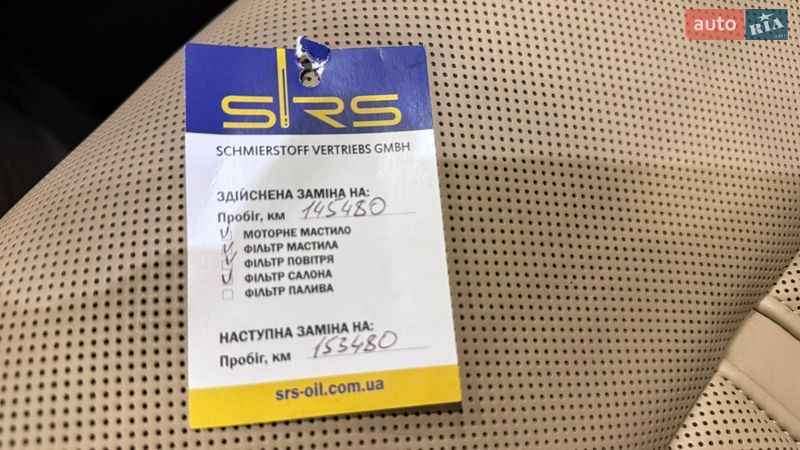 auto RIA
SRS
SCHMIERSTOFF VERTRIEBS GMBH
ЗДІЙСНЕНА ЗАМІНА НА:
Пробіг, км 145480
МОТОРНЕ МАСТИЛО
ФІЛЬТР МАСТИЛА
ФІЛЬТР ПОВІТРЯ
ФІЛЬТР САЛОНА
ФІЛЬТР ПАЛИВА
НАСТУПНА ЗАМІНА НА:
Пробіг, км 153480
srs-oil.com.ua